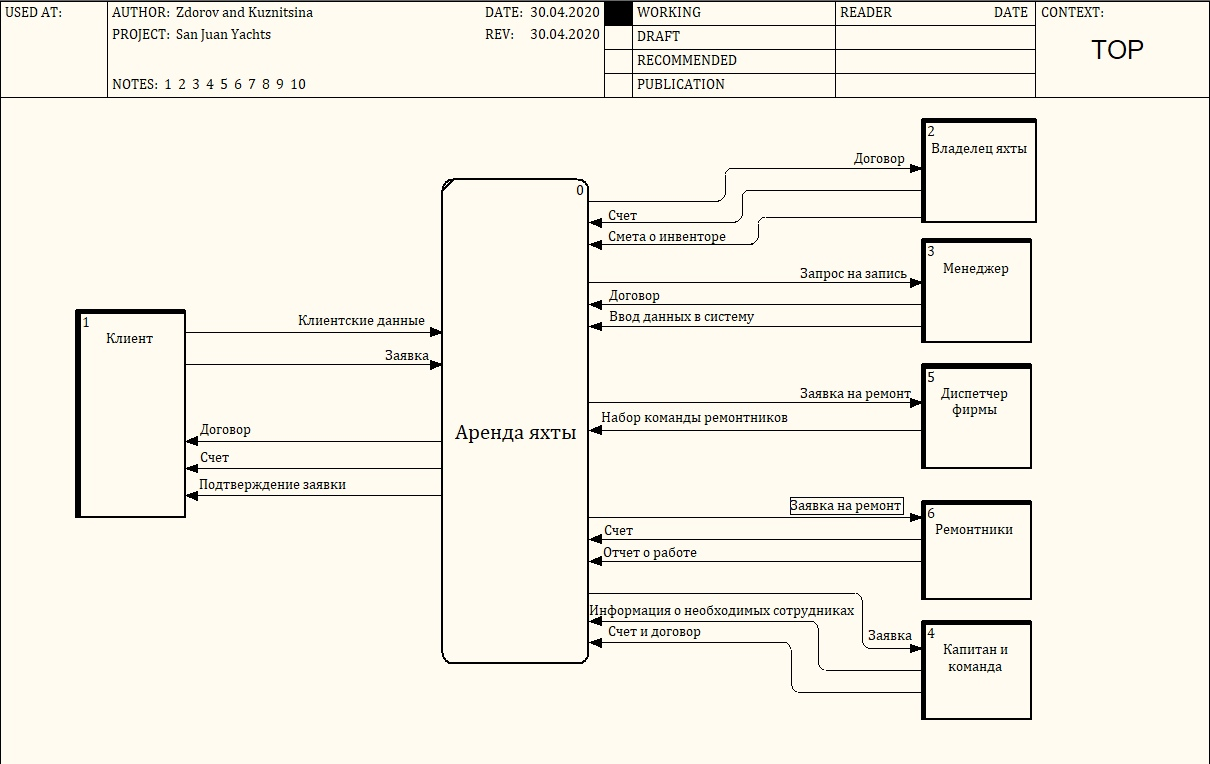 USED AT:
AUTHOR: Zdorov and Kuznitsina
DATE: 30.04.2020
PROJECT: San Juan Yachts
REV: 30.04.2020
NOTES: 1 2 3 4 5 6 7 8 9 10
WORKING
DRAFT
RECOMMENDED
PUBLICATION
READER
DATE
CONTEXT:
TOP
1
Клиент
Клиентские данные
Заявка
Договор
Счет
Подтверждение заявки
0
Аренда яхты
Договор
Счет
Смета о инвенторе
2
Владелец яхты
Запрос на запись
Договор
Ввод данных в систему
3
Менеджер
Заявка на ремонт
Набор команды ремонтников
5
Диспетчер
фирмы
Заявка на ремонт
Счет
Отчет о работе
6
Ремонтники
Информация о необходимых сотрудниках
Счет и договор
Заявка
4
Капитан и
команда